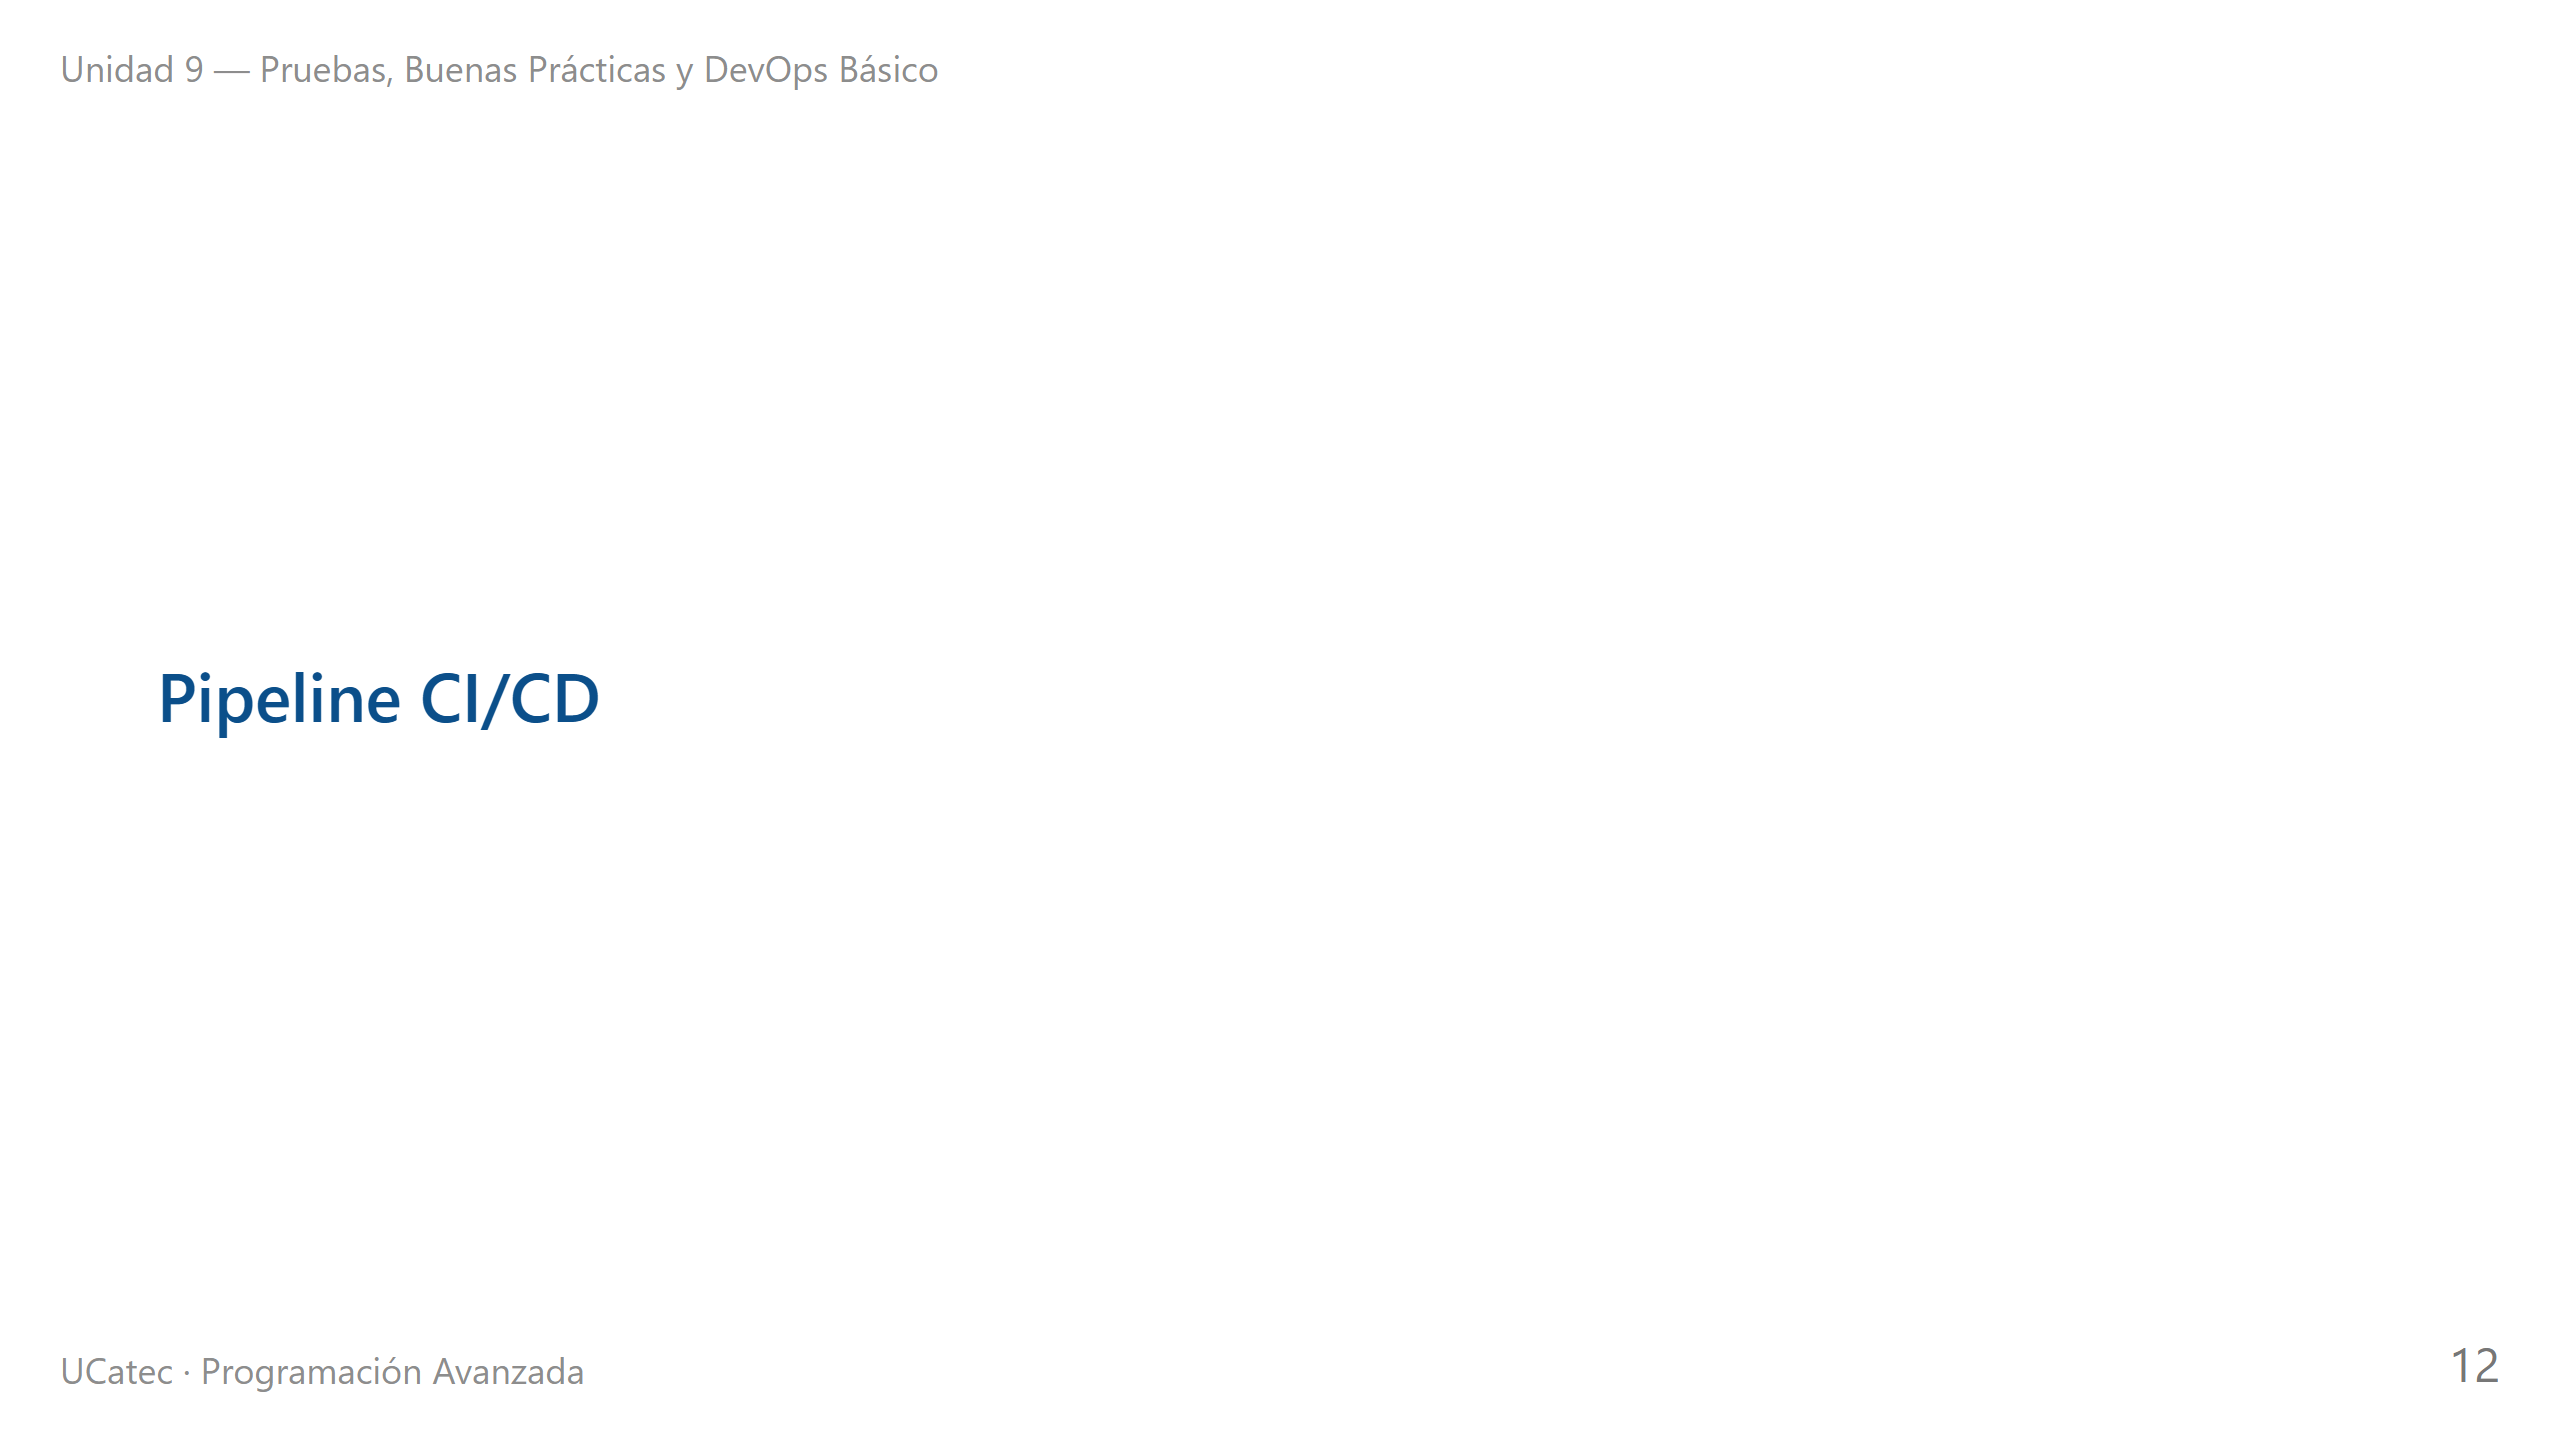 Unidad 9 — Pruebas, Buenas Prácticas y DevOps Básico
Pipeline CI/CD
UCatec · Programación Avanzada
12